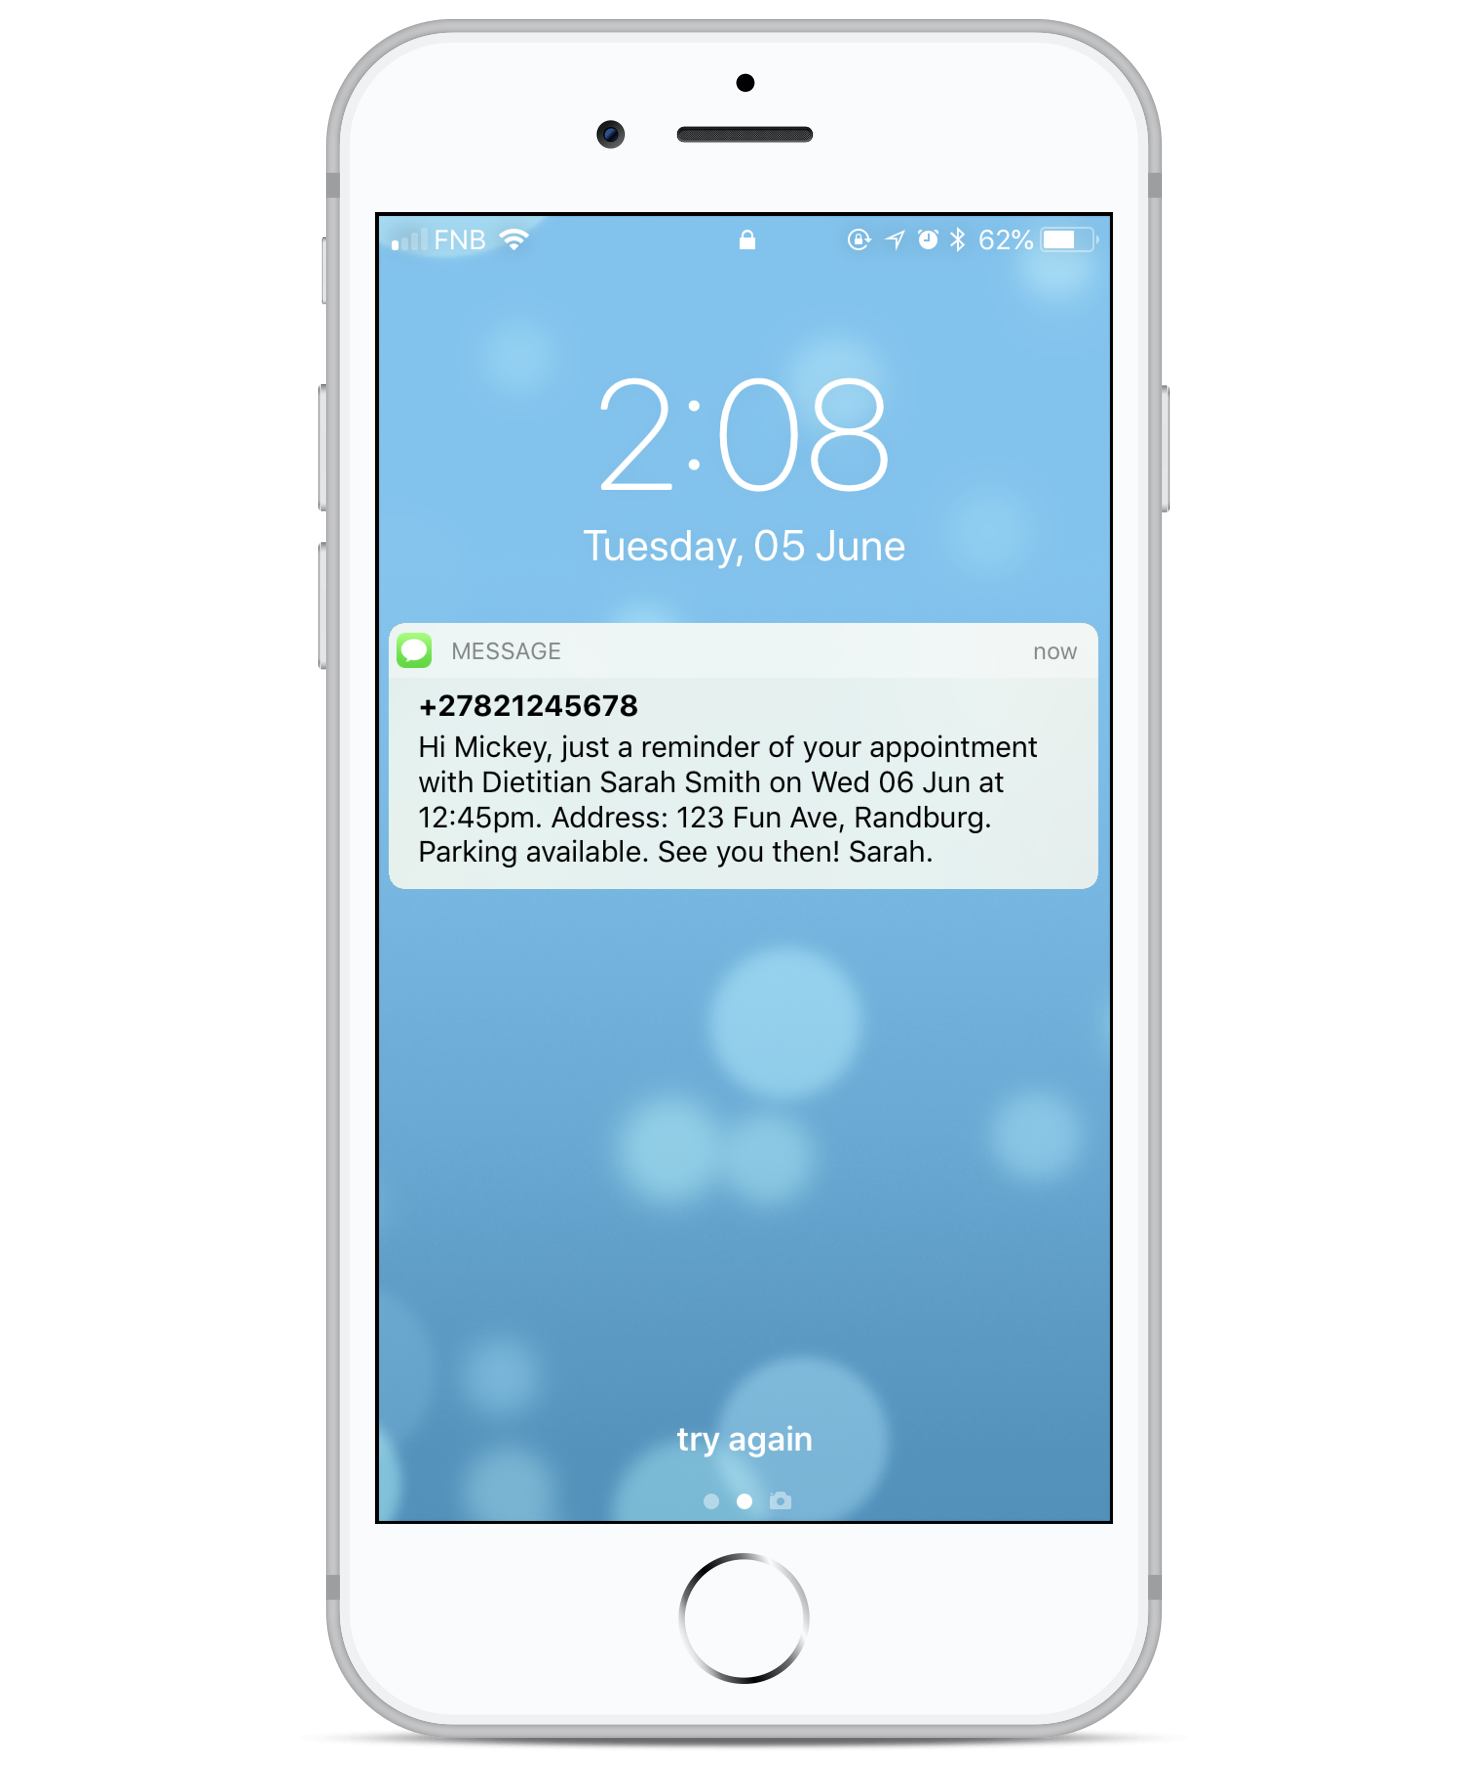 FNB 62%
2:08
Tuesday, 05 June
MESSAGE now
+27821245678
Hi Mickey, just a reminder of your appointment
with Dietitian Sarah Smith on Wed 06 Jun at
12:45pm. Address: 123 Fun Ave, Randburg.
Parking available. See you then! Sarah.
try again